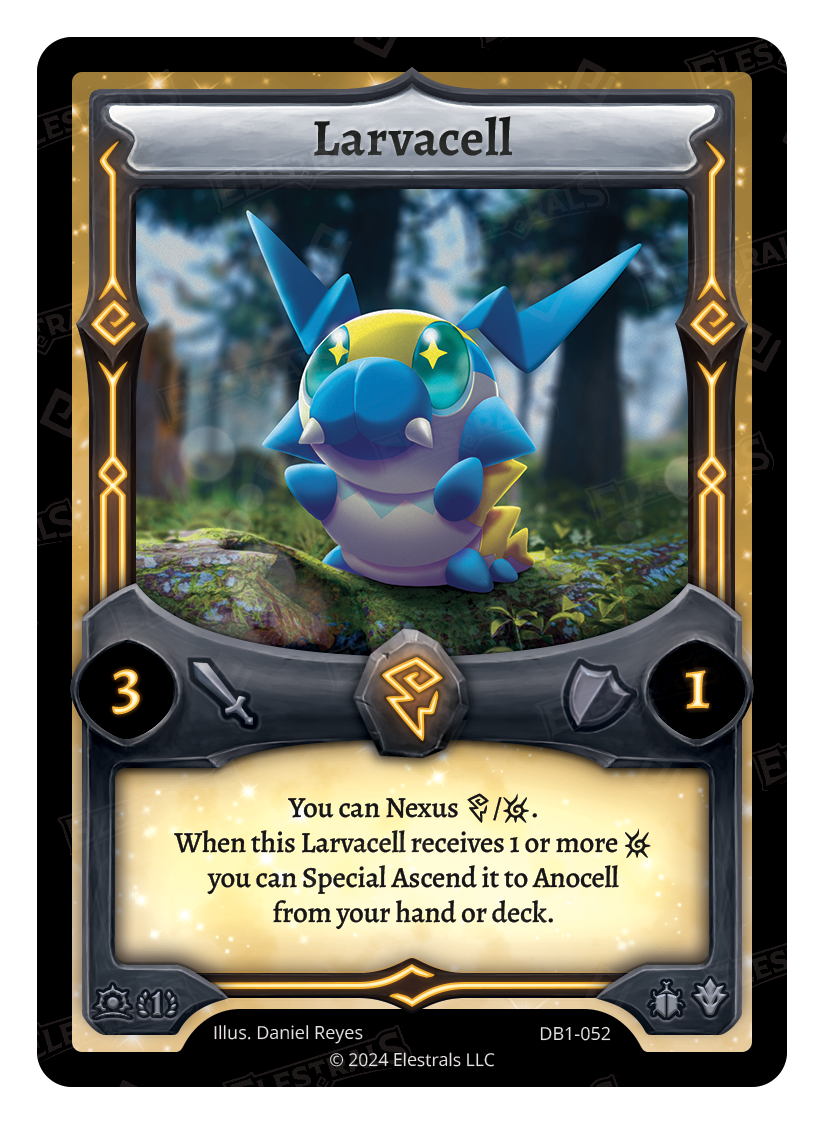 Larvacell
3
1
You can Nexus /.
When this Larvacell receives 1 or more
you can Special Ascend it to Anocell
from your hand or deck.
1
Illus. Daniel Reyes
DB1-052
© 2024 Elestrals LLC